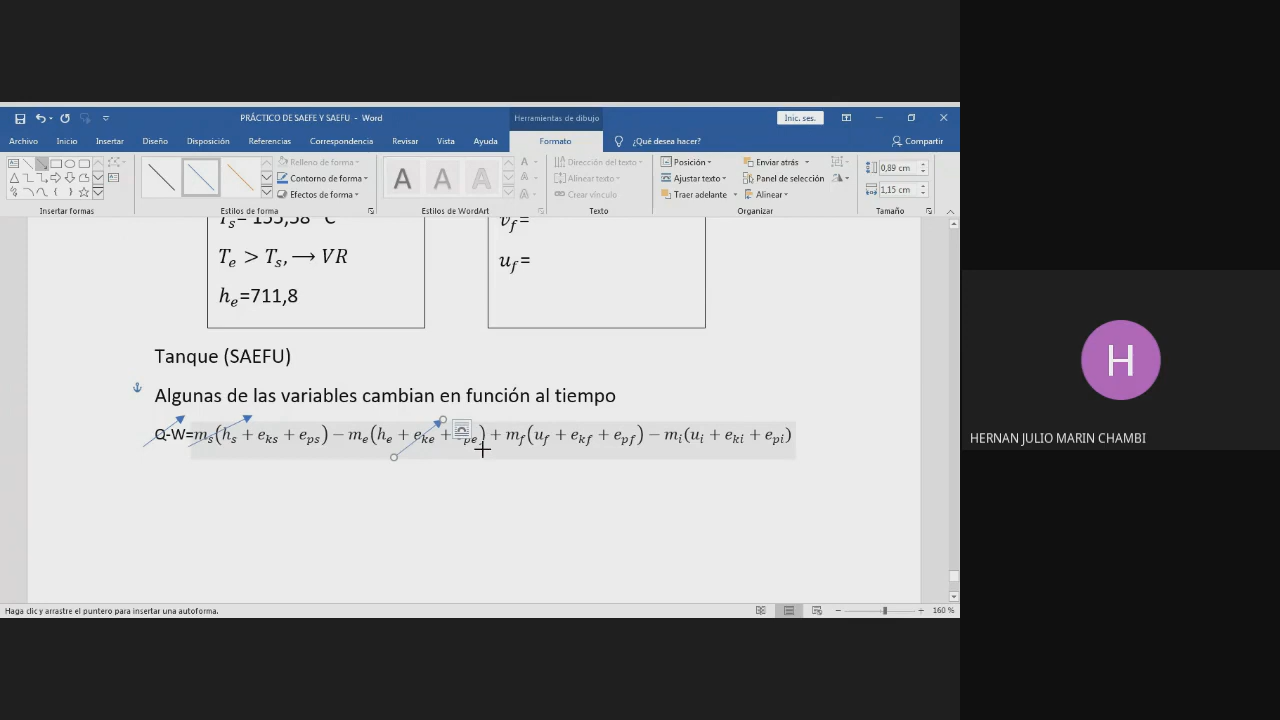 PRÁCTICO DE SAEFE Y SAEFU - Word
Herramientas de dibujo
Inic. ses.
Archivo Inicio Insertar Diseño Disposición Referencias Correspondencia Revisar Vista Ayuda Formato ¿Qué desea hacer? Compartir
Relleno de forma
Contorno de forma
Efectos de forma
A A A
Dirección del texto
Alinear texto
Crear vínculo
Posición
Ajustar texto
Traer adelante
Enviar atrás
Panel de selección
Alinear
0,89 cm
1,15 cm
Insertar formas Estilos de forma Estilos de WordArt Texto Organizar Tamaño
T_s= 155,58 °C
T_e > T_s, → VR
h_e=711,8
v_f=
u_f=
Tanque (SAEFU)
Algunas de las variables cambian en función al tiempo
Q-W=m_s(h_s + e_ks + e_ps) − m_e(h_e + e_ke + e_pe) + m_f(u_f + e_kf + e_pf) − m_i(u_i + e_ki + e_pi)
Haga clic y arrastre el puntero para insertar una autoforma.
160 %
H
HERNAN JULIO MARIN CHAMBI